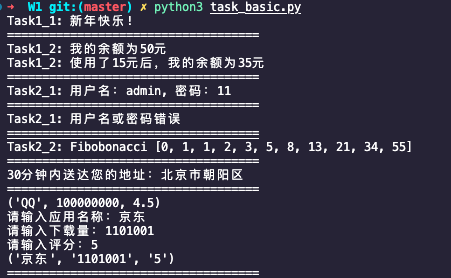 → W1 git:(master) ✗ python3 task_basic.py
Task1_1: 新年快乐！
===================================
Task1_2: 我的余额为50元
Task1_2: 使用了15元后，我的余额为35元
===================================
Task2_1: 用户名：admin, 密码：11
===================================
Task2_1: 用户名或密码错误
===================================
Task2_2: Fibobonacci [0, 1, 1, 2, 3, 5, 8, 13, 21, 34, 55]
===================================
30分钟内送达您的地址：北京市朝阳区
===================================
('QQ', 100000000, 4.5)
请输入应用名称：京东
请输入下载量：1101001
请输入评分：5
('京东', '1101001', '5')
===================================